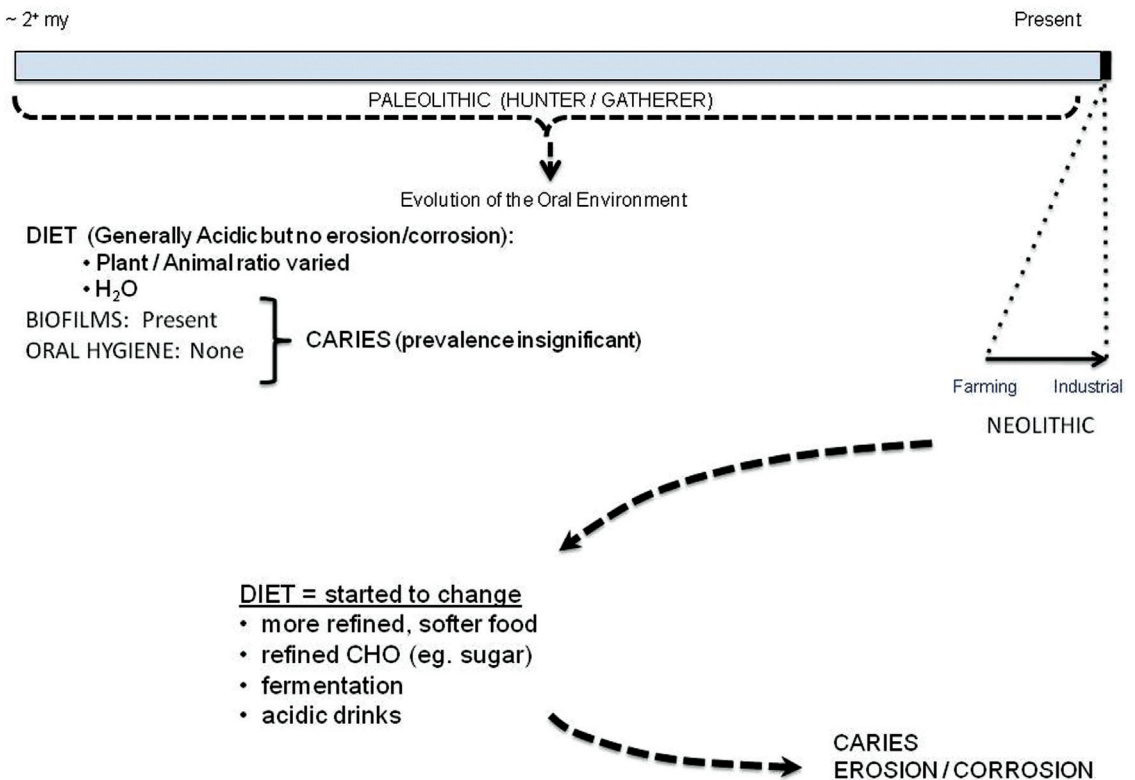 ~ 2⁺ my
Present
PALEOLITHIC (HUNTER / GATHERER)
Evolution of the Oral Environment
DIET (Generally Acidic but no erosion/corrosion):
• Plant / Animal ratio varied
• H₂O
BIOFILMS: Present
ORAL HYGIENE: None
CARIES (prevalence insignificant)
Farming
Industrial
NEOLITHIC
DIET = started to change
• more refined, softer food
• refined CHO (eg. sugar)
• fermentation
• acidic drinks
CARIES
EROSION / CORROSION